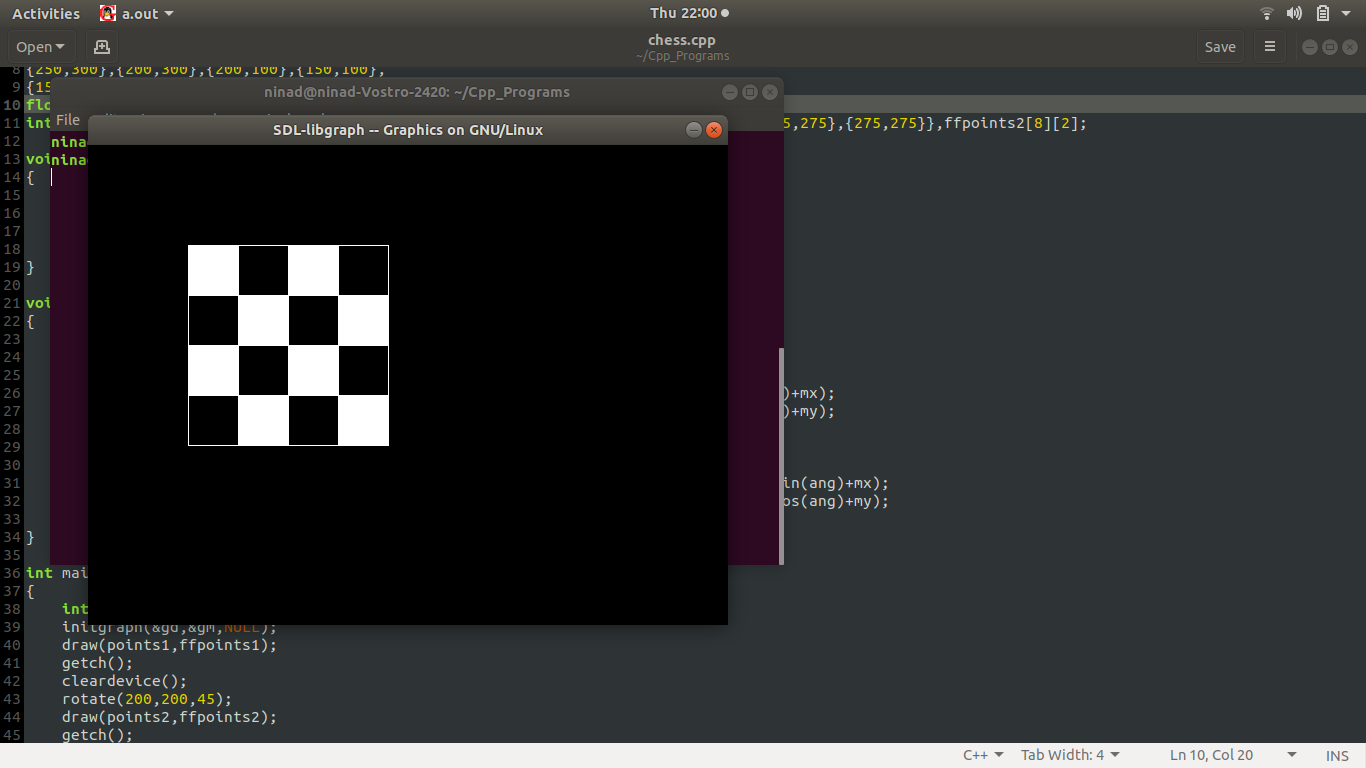 Activities a.out Thu 22:00
Open chess.cpp Save
~/Cpp_Programs
8 {250,300},{200,300},{200,100},{150,100},
9 {15
ninad@ninad-Vostro-2420: ~/Cpp_Programs
10 flo
File
SDL-libgraph -- Graphics on GNU/Linux
11 int 5,275},{275,275}},ffpoints2[8][2];
12
nina
13 voi
nina
14 {
15
16
17
18
19 }
20
21 voi
22 {
23
24
25
26 )+mx);
27 )+my);
28
29
30
31 in(ang)+mx);
32 os(ang)+my);
33
34 }
35
36 int mai
37 {
38 int
39 initgraph(&gd,&gm,NULL);
40 draw(points1,ffpoints1);
41 getch();
42 cleardevice();
43 rotate(200,200,45);
44 draw(points2,ffpoints2);
45 getch();
C++ Tab Width: 4 Ln 10, Col 20 INS